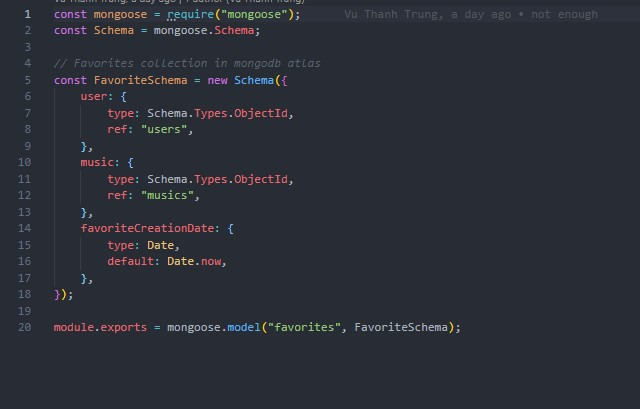 Vu Thanh Trung, a day ago | 1 author (Vu Thanh Trung)
1 const mongoose = require("mongoose"); Vu Thanh Trung, a day ago • not enough
2 const Schema = mongoose.Schema;
3
4 // Favorites collection in mongodb atlas
5 const FavoriteSchema = new Schema({
6 user: {
7 type: Schema.Types.ObjectId,
8 ref: "users",
9 },
10 music: {
11 type: Schema.Types.ObjectId,
12 ref: "musics",
13 },
14 favoriteCreationDate: {
15 type: Date,
16 default: Date.now,
17 },
18 });
19
20 module.exports = mongoose.model("favorites", FavoriteSchema);